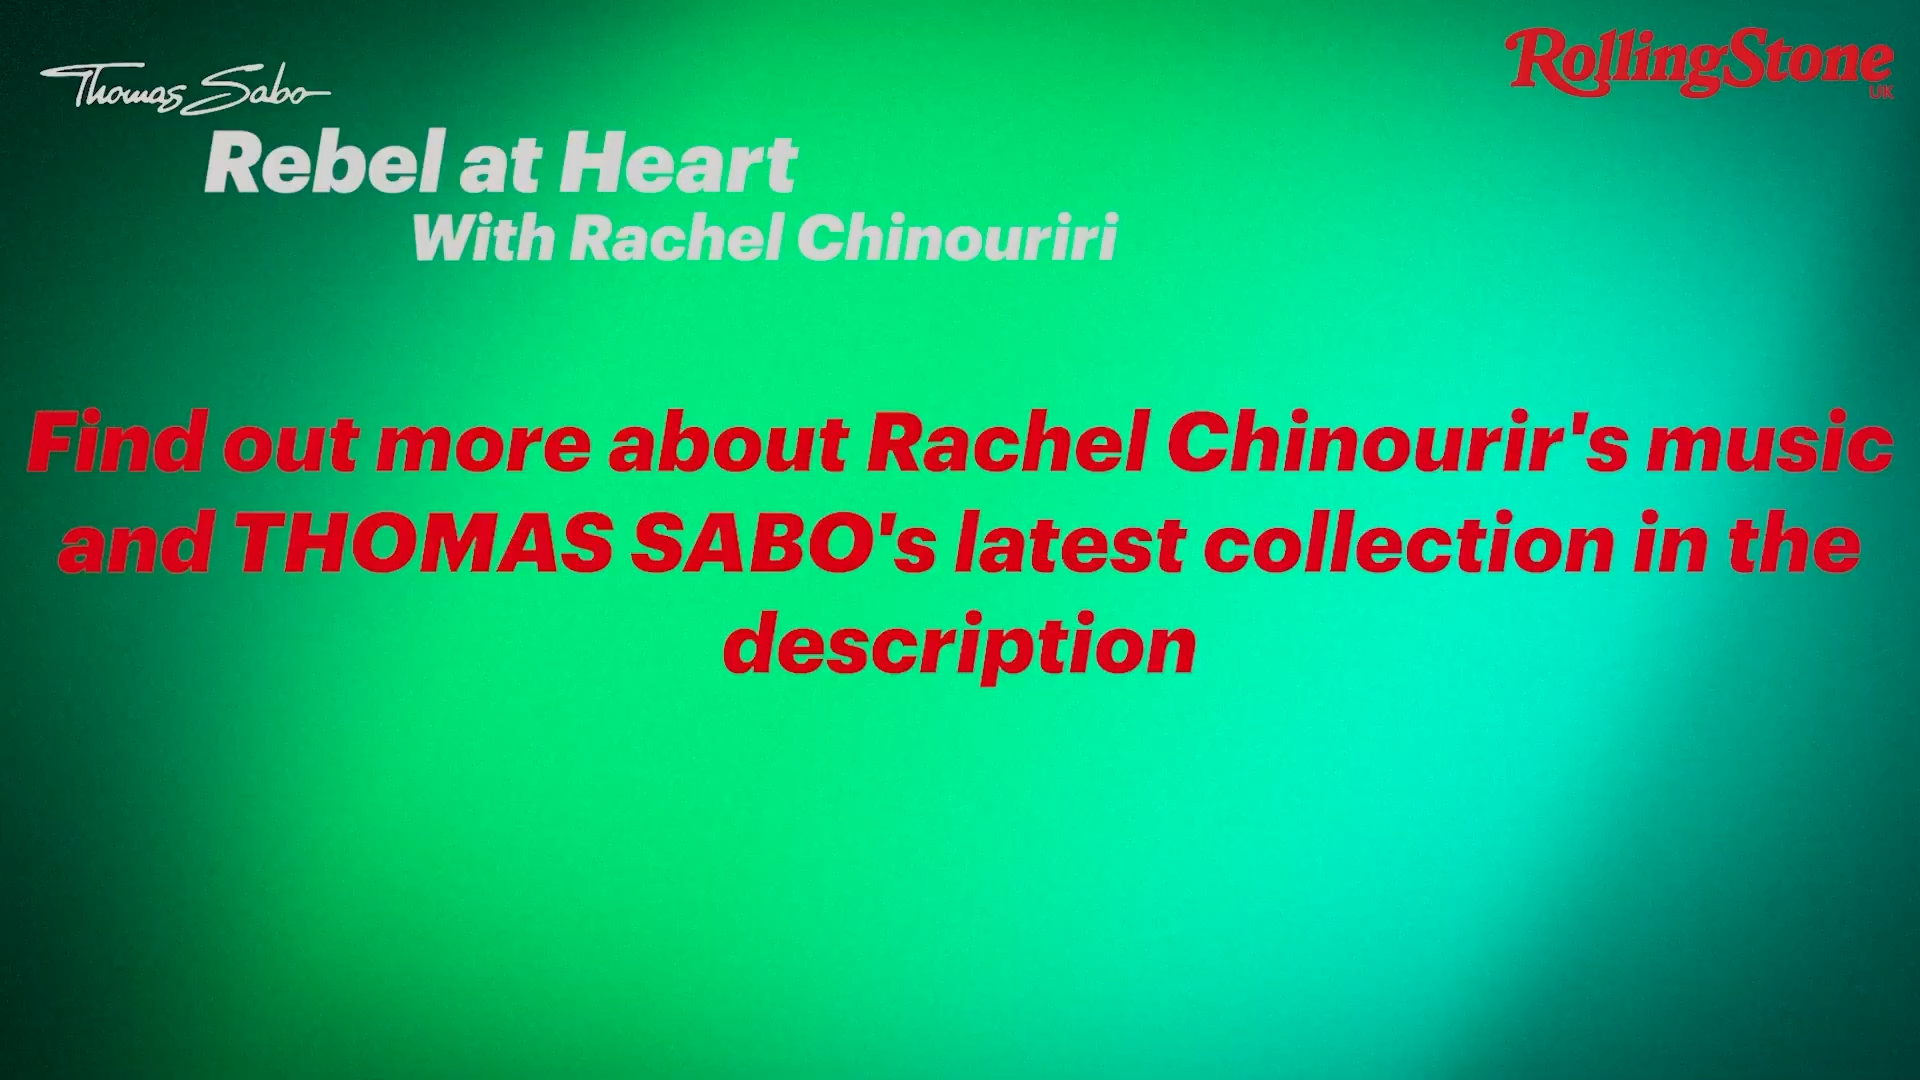 Thomas Sabo
RollingStone
UK
Rebel at Heart
With Rachel Chinouriri
Find out more about Rachel Chinourir's music
and THOMAS SABO's latest collection in the
description